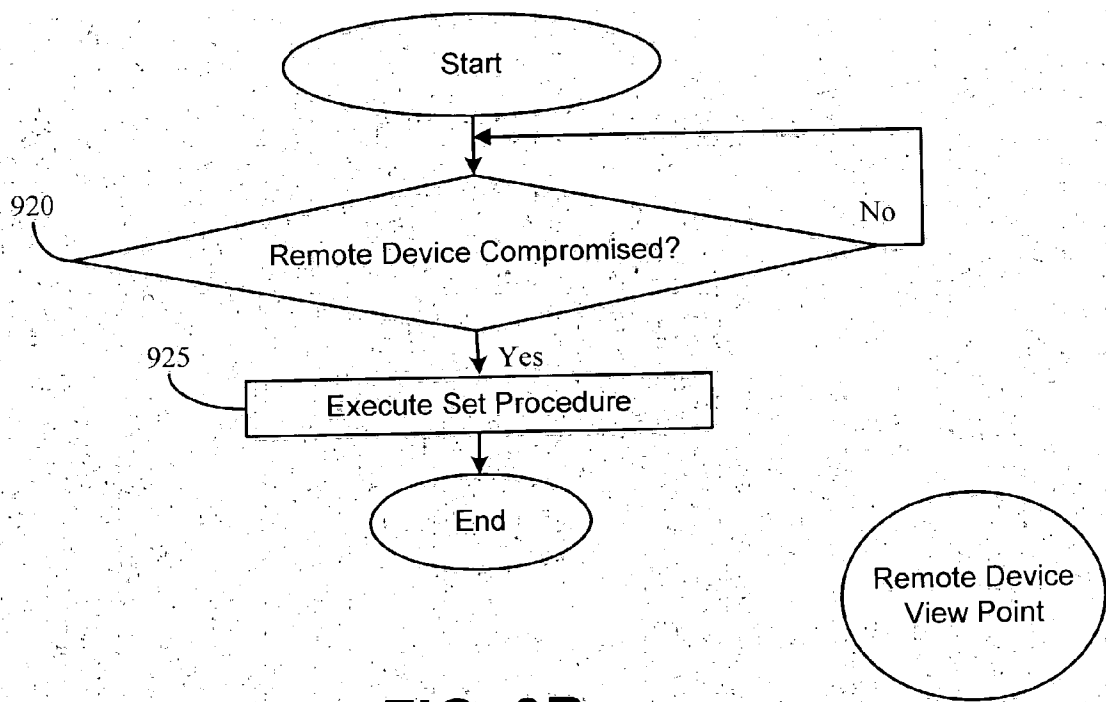 Start
920
No
Remote Device Compromised?
925
Yes
Execute Set Procedure
End
Remote Device
View Point